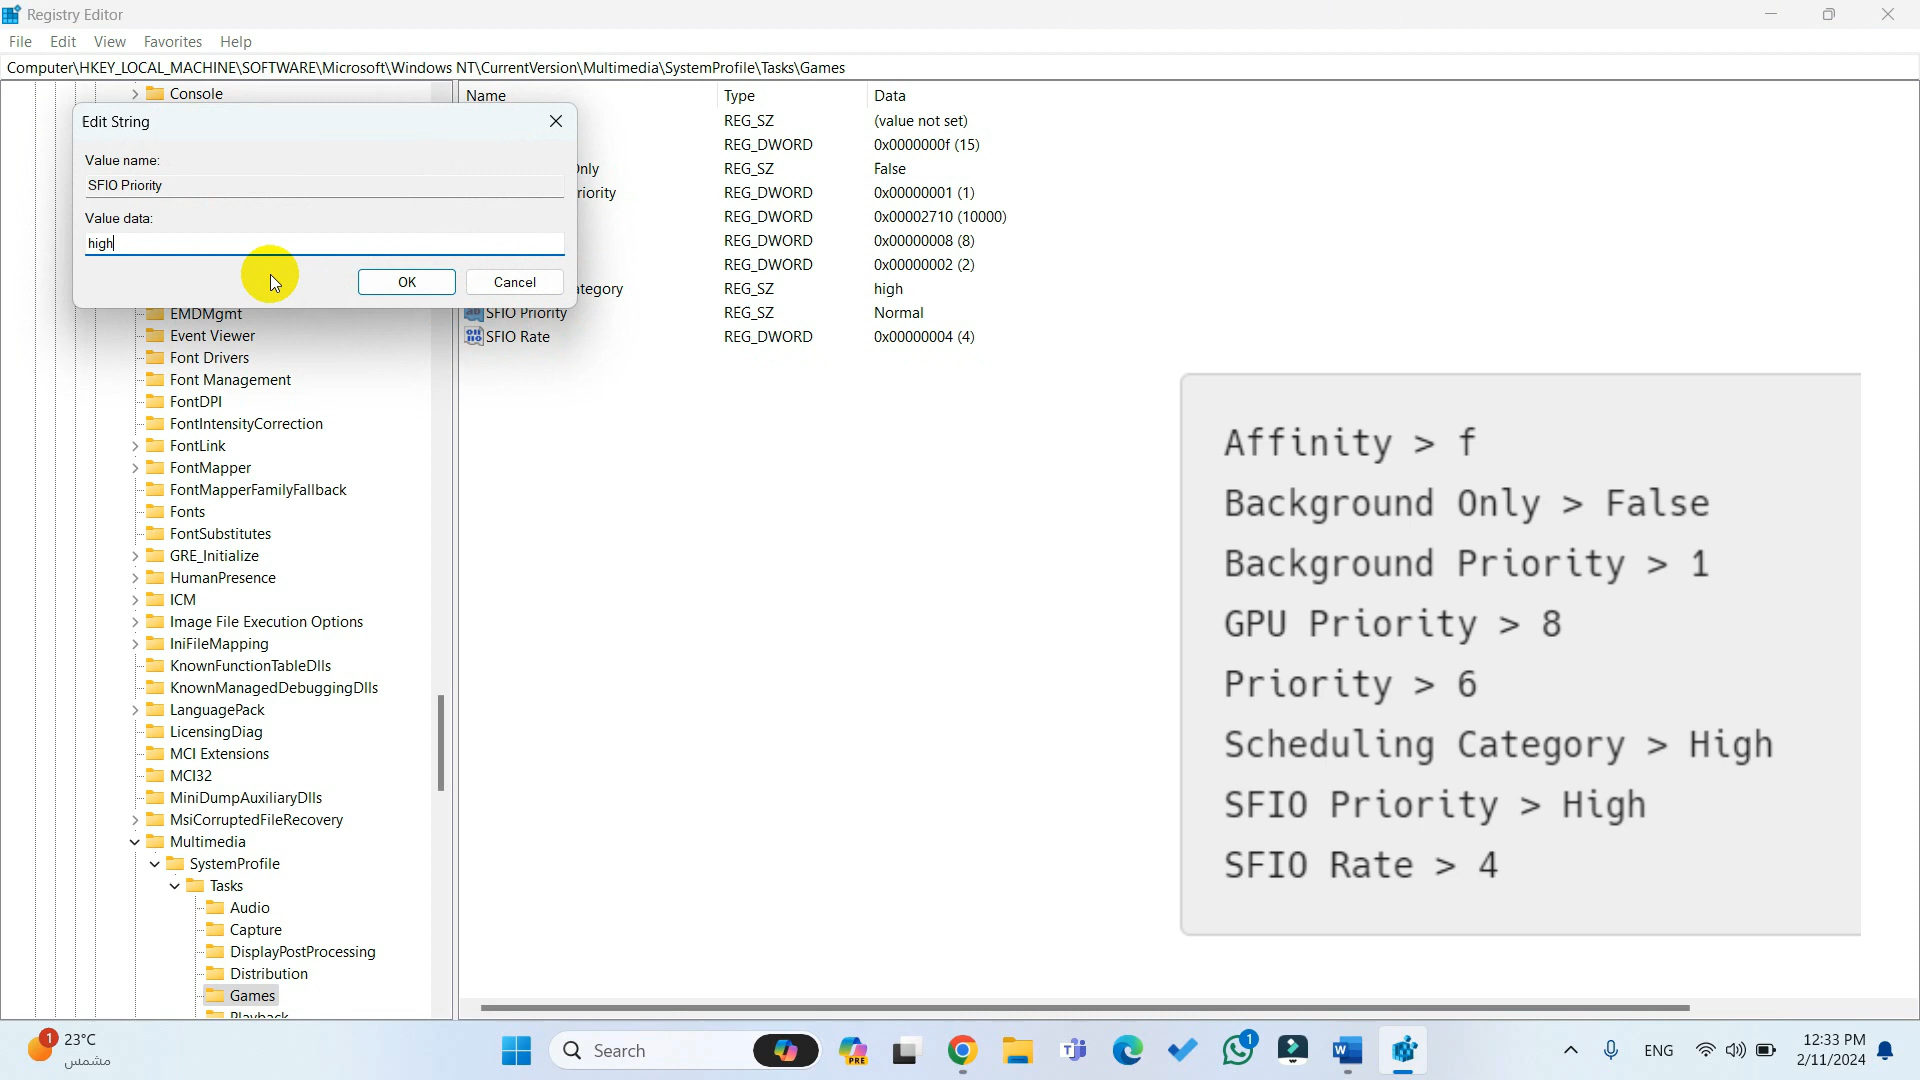 Registry Editor
File Edit View Favorites Help
Computer\HKEY_LOCAL_MACHINE\SOFTWARE\Microsoft\Windows NT\CurrentVersion\Multimedia\SystemProfile\Tasks\Games
Console
Edit String
Value name:
SFIO Priority
Value data:
high
OK Cancel
EMDMgmt
Event Viewer
Font Drivers
Font Management
FontDPI
FontIntensityCorrection
FontLink
FontMapper
FontMapperFamilyFallback
Fonts
FontSubstitutes
GRE_Initialize
HumanPresence
ICM
Image File Execution Options
IniFileMapping
KnownFunctionTableDlls
KnownManagedDebuggingDlls
LanguagePack
LicensingDiag
MCI Extensions
MCI32
MiniDumpAuxiliaryDlls
MsiCorruptedFileRecovery
Multimedia
SystemProfile
Tasks
Audio
Capture
DisplayPostProcessing
Distribution
Games
Playback
Name Type Data
REG_SZ (value not set)
REG_DWORD 0x0000000f (15)
Only REG_SZ False
riority REG_DWORD 0x00000001 (1)
REG_DWORD 0x00002710 (10000)
REG_DWORD 0x00000008 (8)
REG_DWORD 0x00000002 (2)
tegory REG_SZ high
SFIO Priority REG_SZ Normal
SFIO Rate REG_DWORD 0x00000004 (4)
Affinity > f
Background Only > False
Background Priority > 1
GPU Priority > 8
Priority > 6
Scheduling Category > High
SFIO Priority > High
SFIO Rate > 4
1
23°C
مشمس
Search
PRE
1
ENG
12:33 PM
2/11/2024